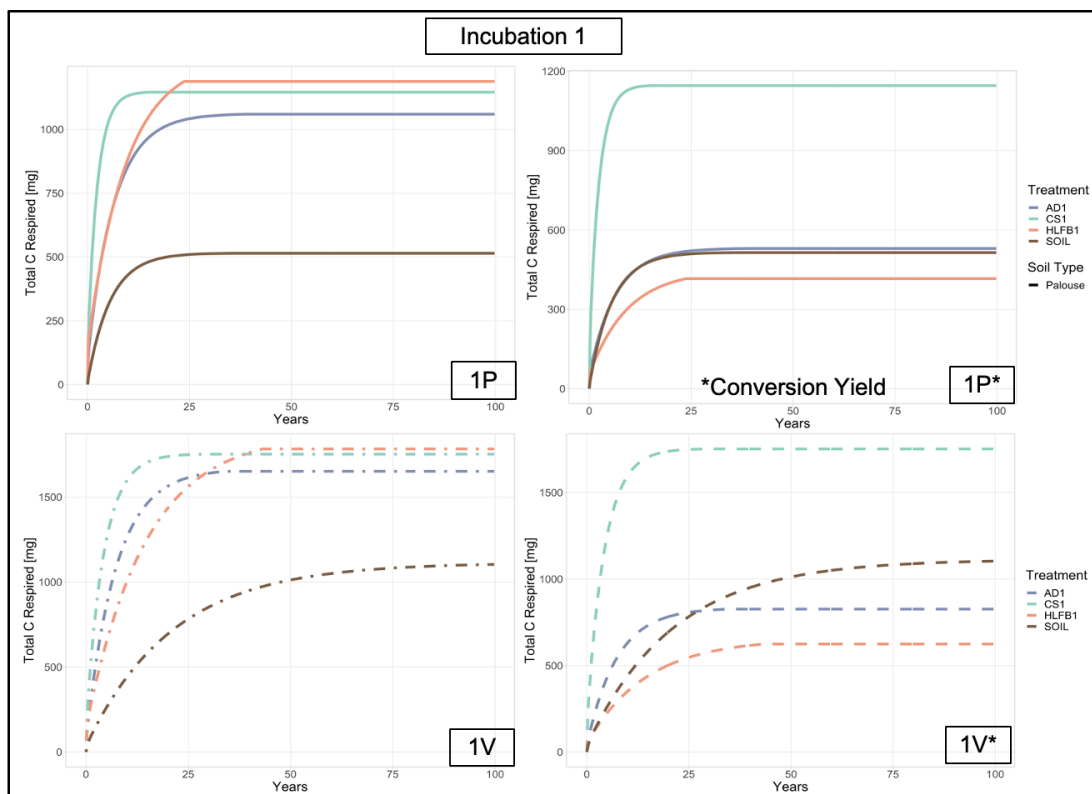 Incubation 1
Total C Respired [mg]
1000
750
500
250
0
0 25 50 75 100
Years
1P
Total C Respired [mg]
1200
900
600
300
0
0 25 50 75 100
Years
*Conversion Yield
1P*
Treatment
AD1
CS1
HLFB1
SOIL
Soil Type
Palouse
Total C Respired [mg]
1500
1000
500
0
0 25 50 75 100
Years
1V
Total C Respired [mg]
1500
1000
500
0
0 25 50 75 100
Years
1V*
Treatment
AD1
CS1
HLFB1
SOIL